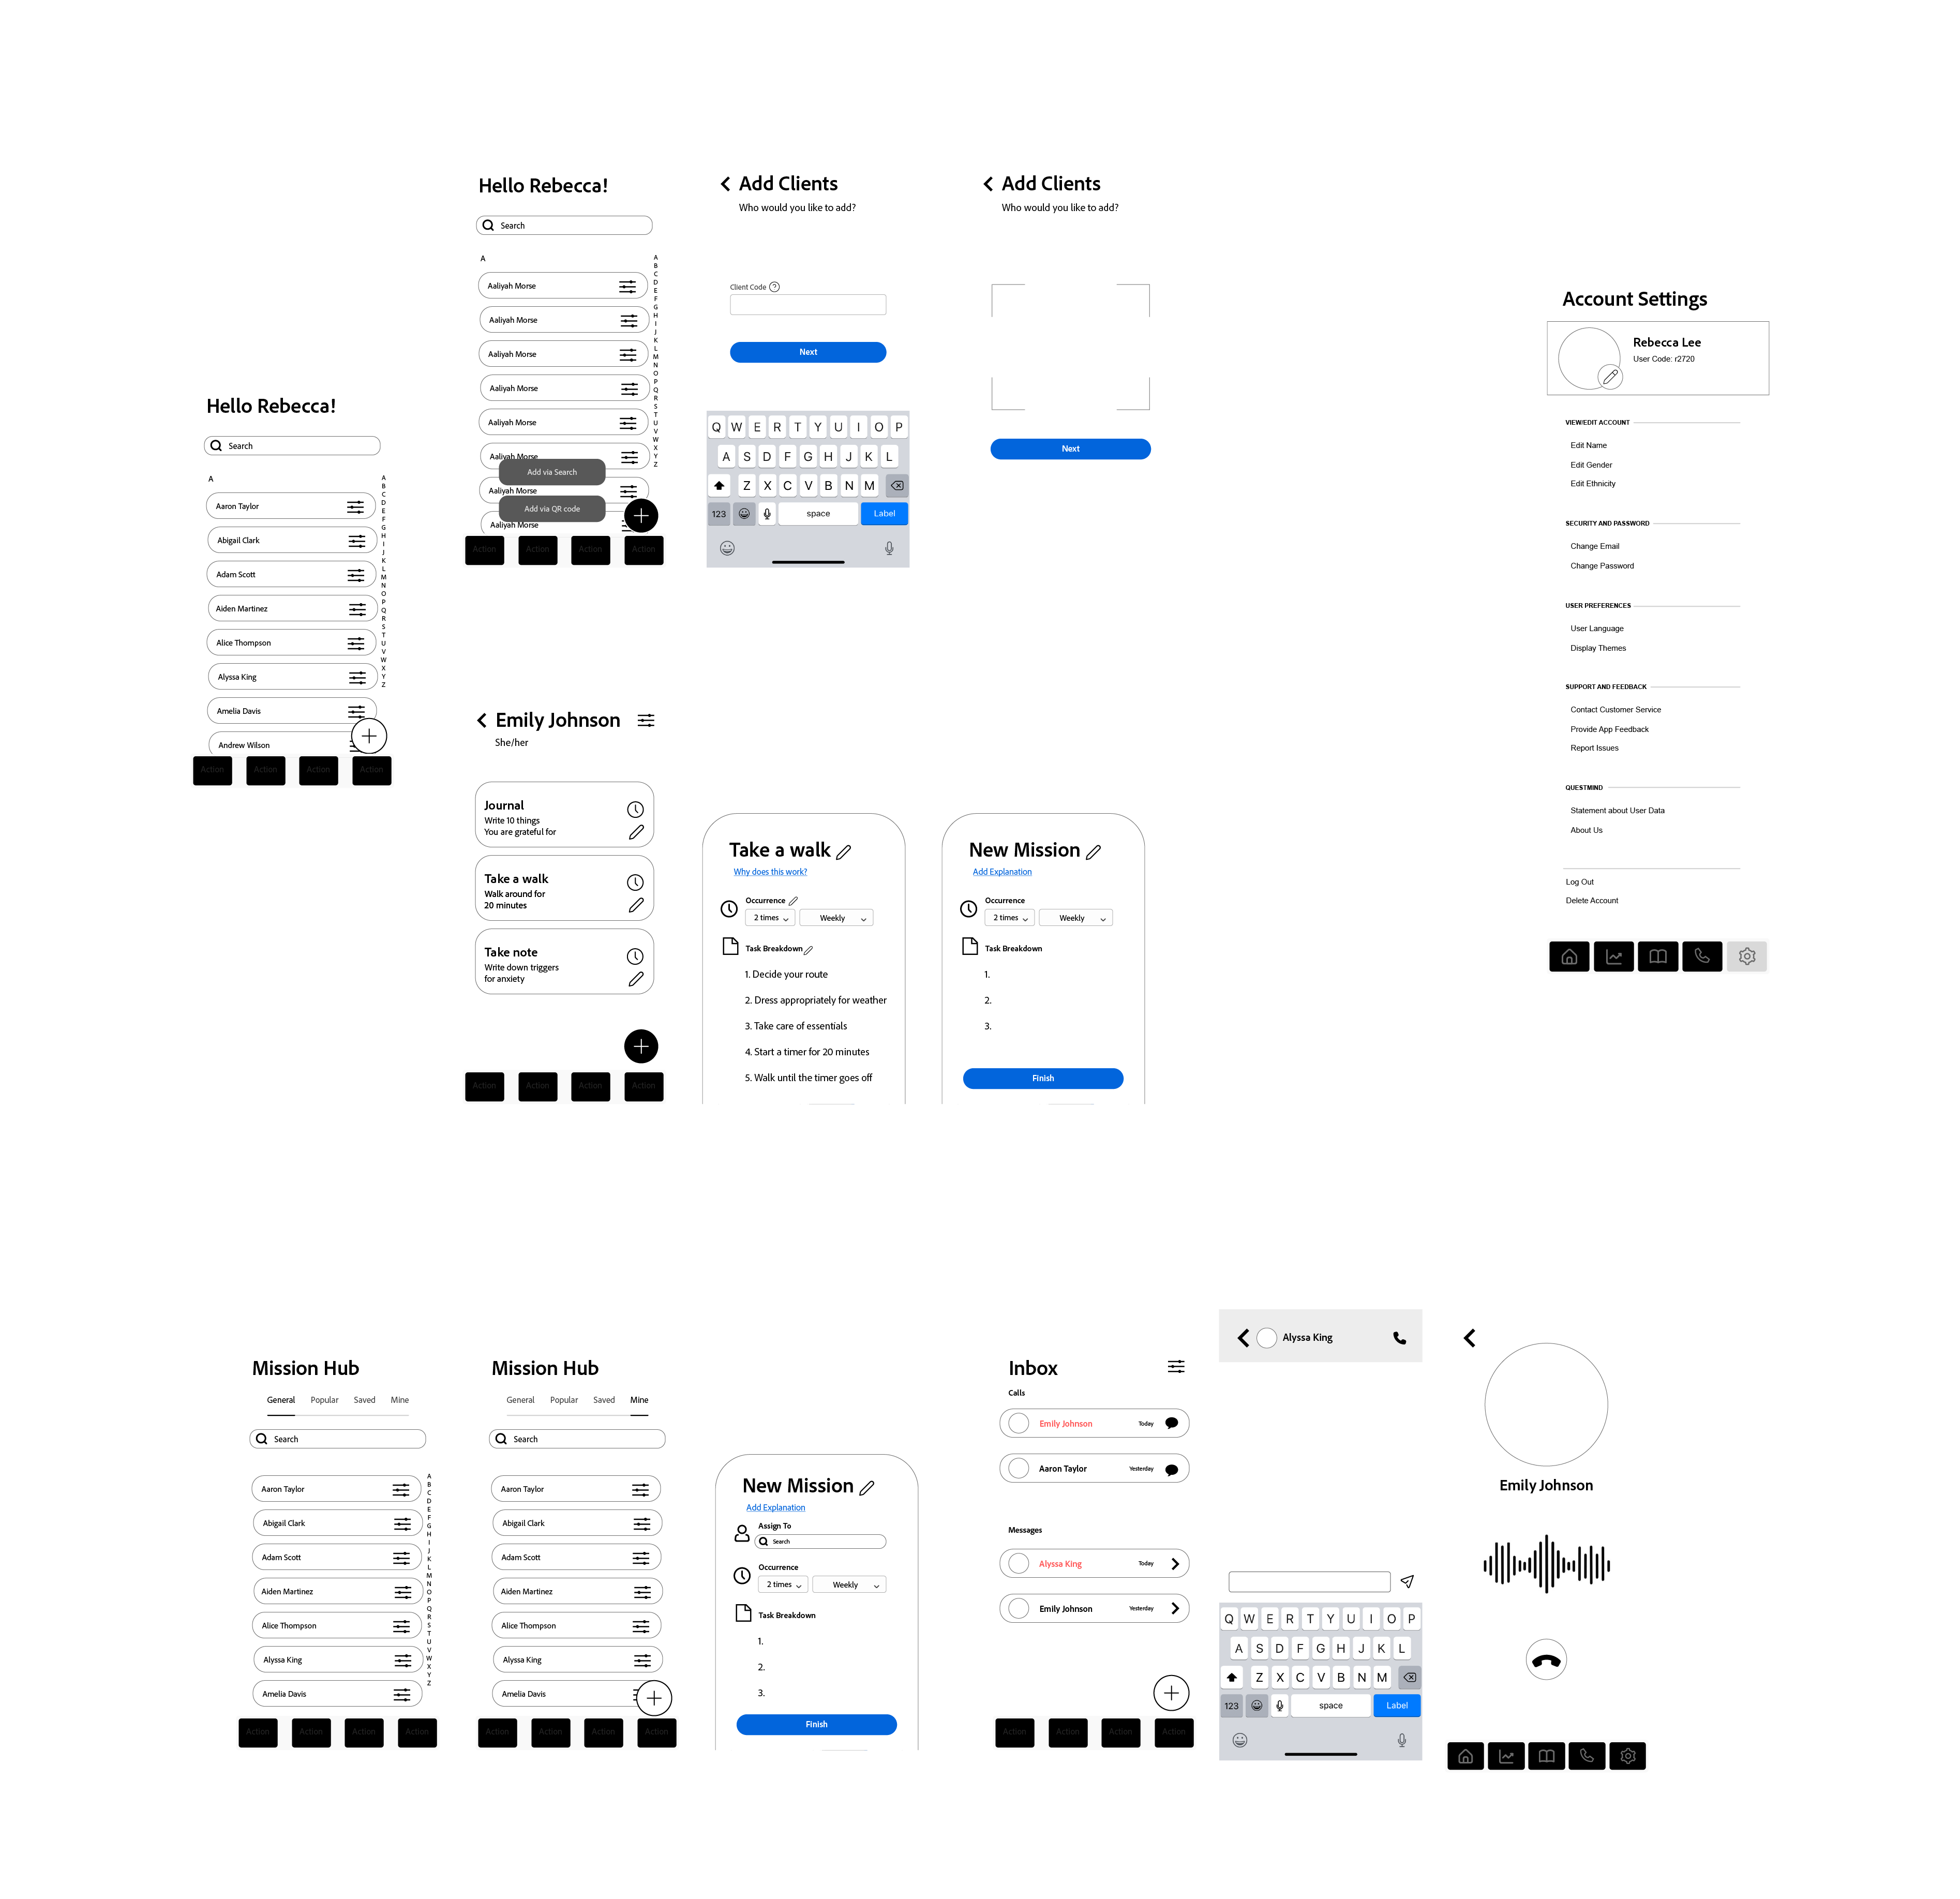 Hello Rebecca!
Search
A
Aaron Taylor
Abigail Clark
Adam Scott
Aiden Martinez
Alice Thompson
Alyssa King
Amelia Davis
Andrew Wilson
A
B
C
D
E
F
G
H
I
J
K
L
M
N
O
P
Q
R
S
T
U
V
W
X
Y
Z
Action
Action
Action
Action
Hello Rebecca!
Search
A
Aaliyah Morse
Aaliyah Morse
Aaliyah Morse
Aaliyah Morse
Aaliyah Morse
Aaliyah Morse
Add via Search
Aaliyah Morse
Add via QR code
Aaliyah Morse
A
B
C
D
E
F
G
H
I
J
K
L
M
N
O
P
Q
R
S
T
U
V
W
X
Y
Z
Action
Action
Action
Action
Add Clients
Who would you like to add?
Client Code ?
Next
Q W E R T Y U I O P
A S D F G H J K L
Z X C V B N M
123 space Label
Add Clients
Who would you like to add?
Next
Account Settings
Rebecca Lee
User Code: r2720
VIEW/EDIT ACCOUNT
Edit Name
Edit Gender
Edit Ethnicity
SECURITY AND PASSWORD
Change Email
Change Password
USER PREFERENCES
User Language
Display Themes
SUPPORT AND FEEDBACK
Contact Customer Service
Provide App Feedback
Report Issues
QUESTMIND
Statement about User Data
About Us
Log Out
Delete Account
Emily Johnson
She/her
Journal
Write 10 things
You are grateful for
Take a walk
Walk around for
20 minutes
Take note
Write down triggers
for anxiety
Action
Action
Action
Action
Take a walk
Why does this work?
Occurrence
2 times Weekly
Task Breakdown
1. Decide your route
2. Dress appropriately for weather
3. Take care of essentials
4. Start a timer for 20 minutes
5. Walk until the timer goes off
New Mission
Add Explanation
Occurrence
2 times Weekly
Task Breakdown
1.
2.
3.
Finish
Mission Hub
General Popular Saved Mine
Search
Aaron Taylor
Abigail Clark
Adam Scott
Aiden Martinez
Alice Thompson
Alyssa King
Amelia Davis
A
B
C
D
E
F
G
H
I
J
K
L
M
N
O
P
Q
R
S
T
U
V
W
X
Y
Z
Action
Action
Action
Action
Mission Hub
General Popular Saved Mine
Search
Aaron Taylor
Abigail Clark
Adam Scott
Aiden Martinez
Alice Thompson
Alyssa King
Amelia Davis
Action
Action
Action
Action
New Mission
Add Explanation
Assign To
Search
Occurrence
2 times Weekly
Task Breakdown
1.
2.
3.
Finish
Inbox
Calls
Emily Johnson Today
Aaron Taylor Yesterday
Messages
Alyssa King Today
Emily Johnson Yesterday
Action
Action
Action
Action
Alyssa King
Q W E R T Y U I O P
A S D F G H J K L
Z X C V B N M
123 space Label
Emily Johnson